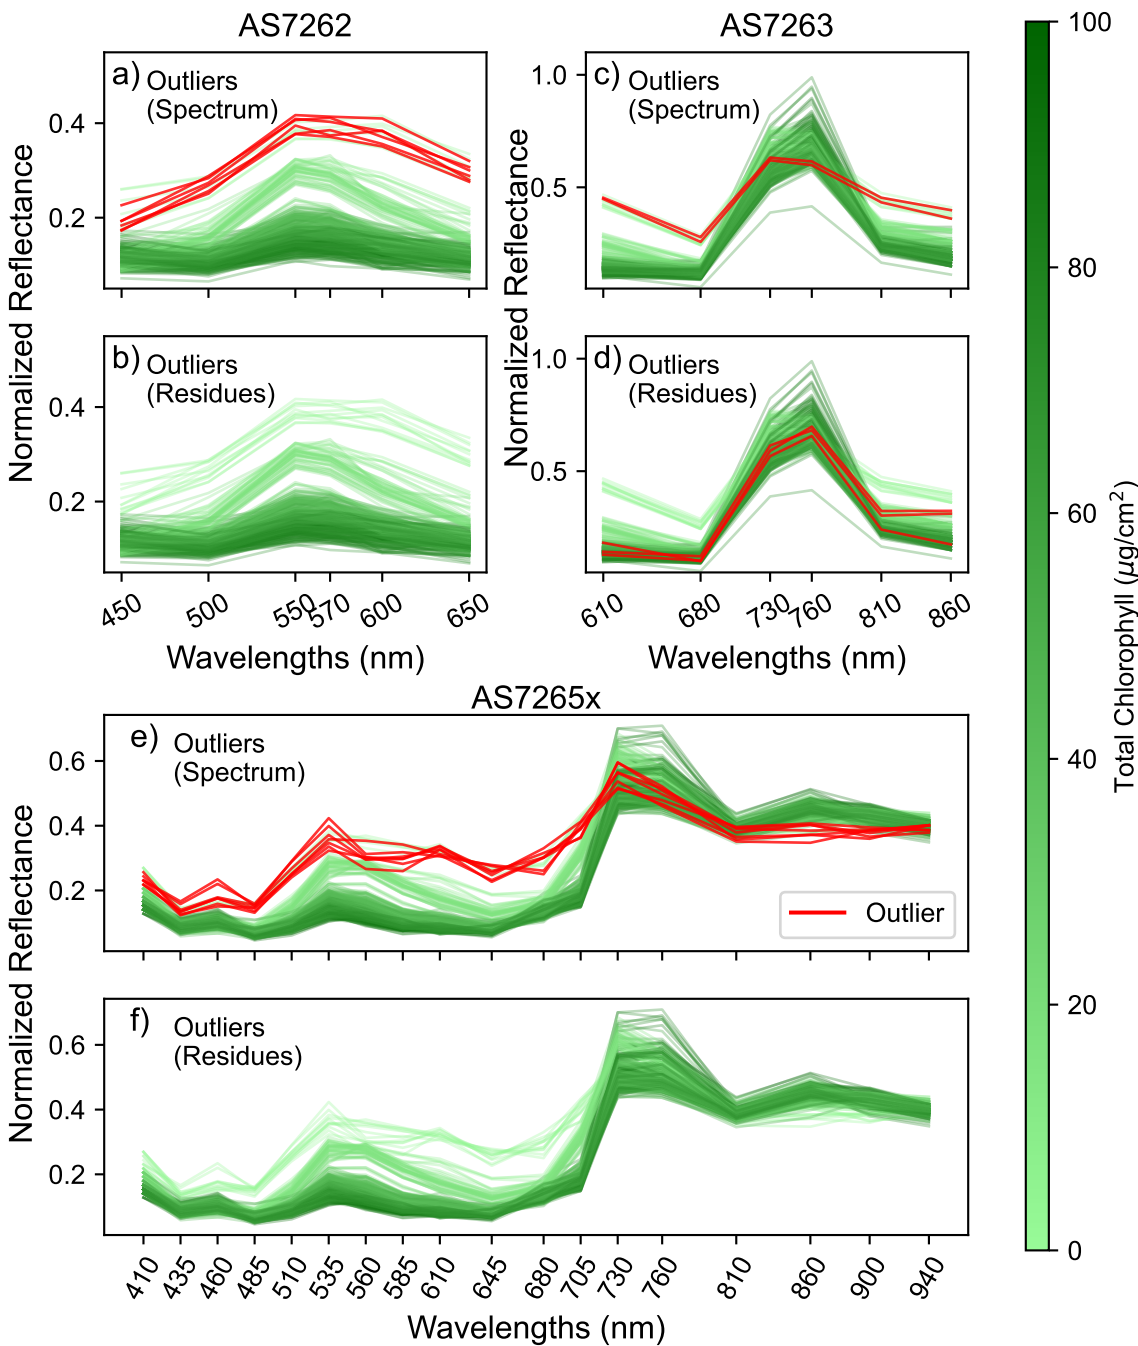 AS7262
AS7263
a) Outliers
(Spectrum)
0.4
0.2
Normalized Reflectance
c) Outliers
(Spectrum)
1.0
0.5
Normalized Reflectance
b) Outliers
(Residues)
0.4
0.2
d) Outliers
(Residues)
1.0
0.5
450 500 550 570 600 650
Wavelengths (nm)
610 680 730 760 810 860
Wavelengths (nm)
AS7265x
e) Outliers
(Spectrum)
0.6
0.4
0.2
Outlier
Normalized Reflectance
f) Outliers
(Residues)
0.6
0.4
0.2
410 435 460 485 510 535 560 585 610 645 680 705 730 760 810 860 900 940
Wavelengths (nm)
100
80
60
40
20
0
Total Chlorophyll (μg/cm²)